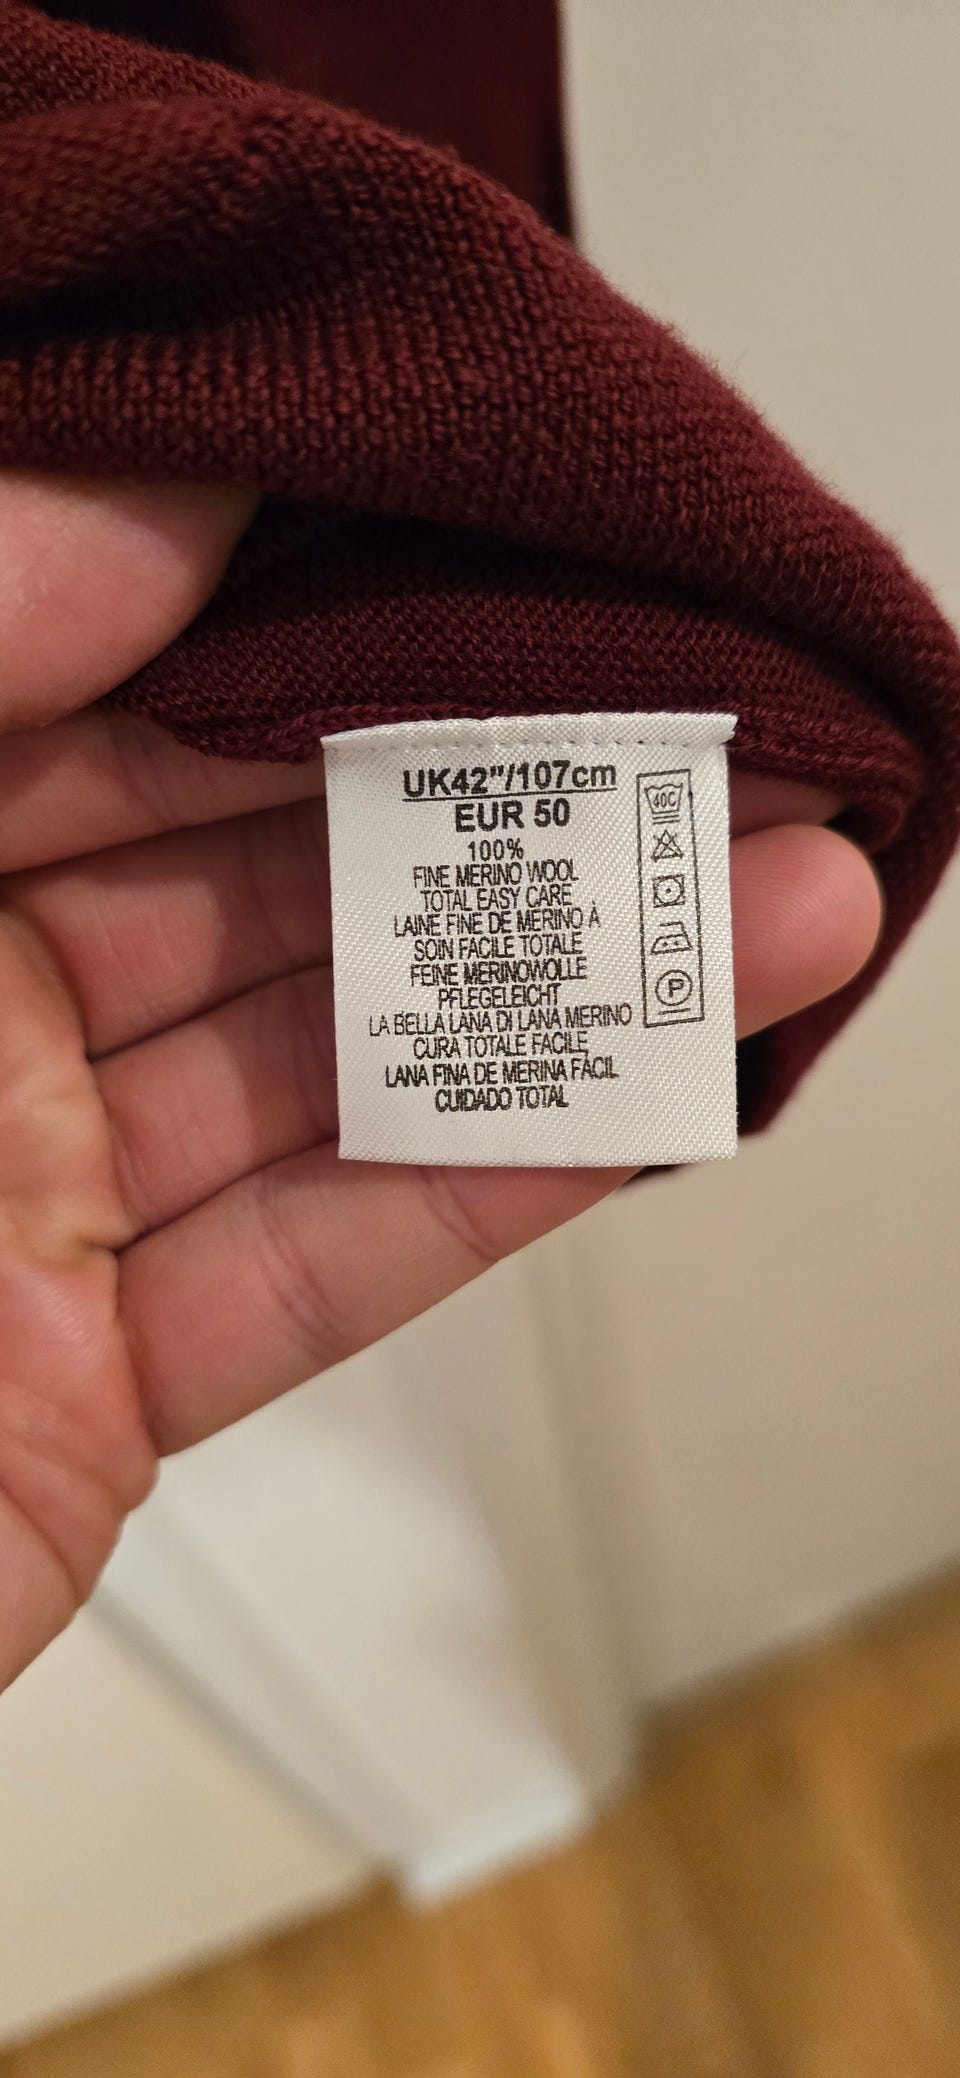 UK42"/107cm
EUR 50
100%
FINE MERINO WOOL
TOTAL EASY CARE
LAINE FINE DE MERINO À
SOIN FACILE TOTALE
FEINE MERINOWOLLE
PFLEGELEICHT
LA BELLA LANA DI LANA MERINO
CURA TOTALE FACILE
LANA FINA DE MERINA FÁCIL
CUIDADO TOTAL
40C
P